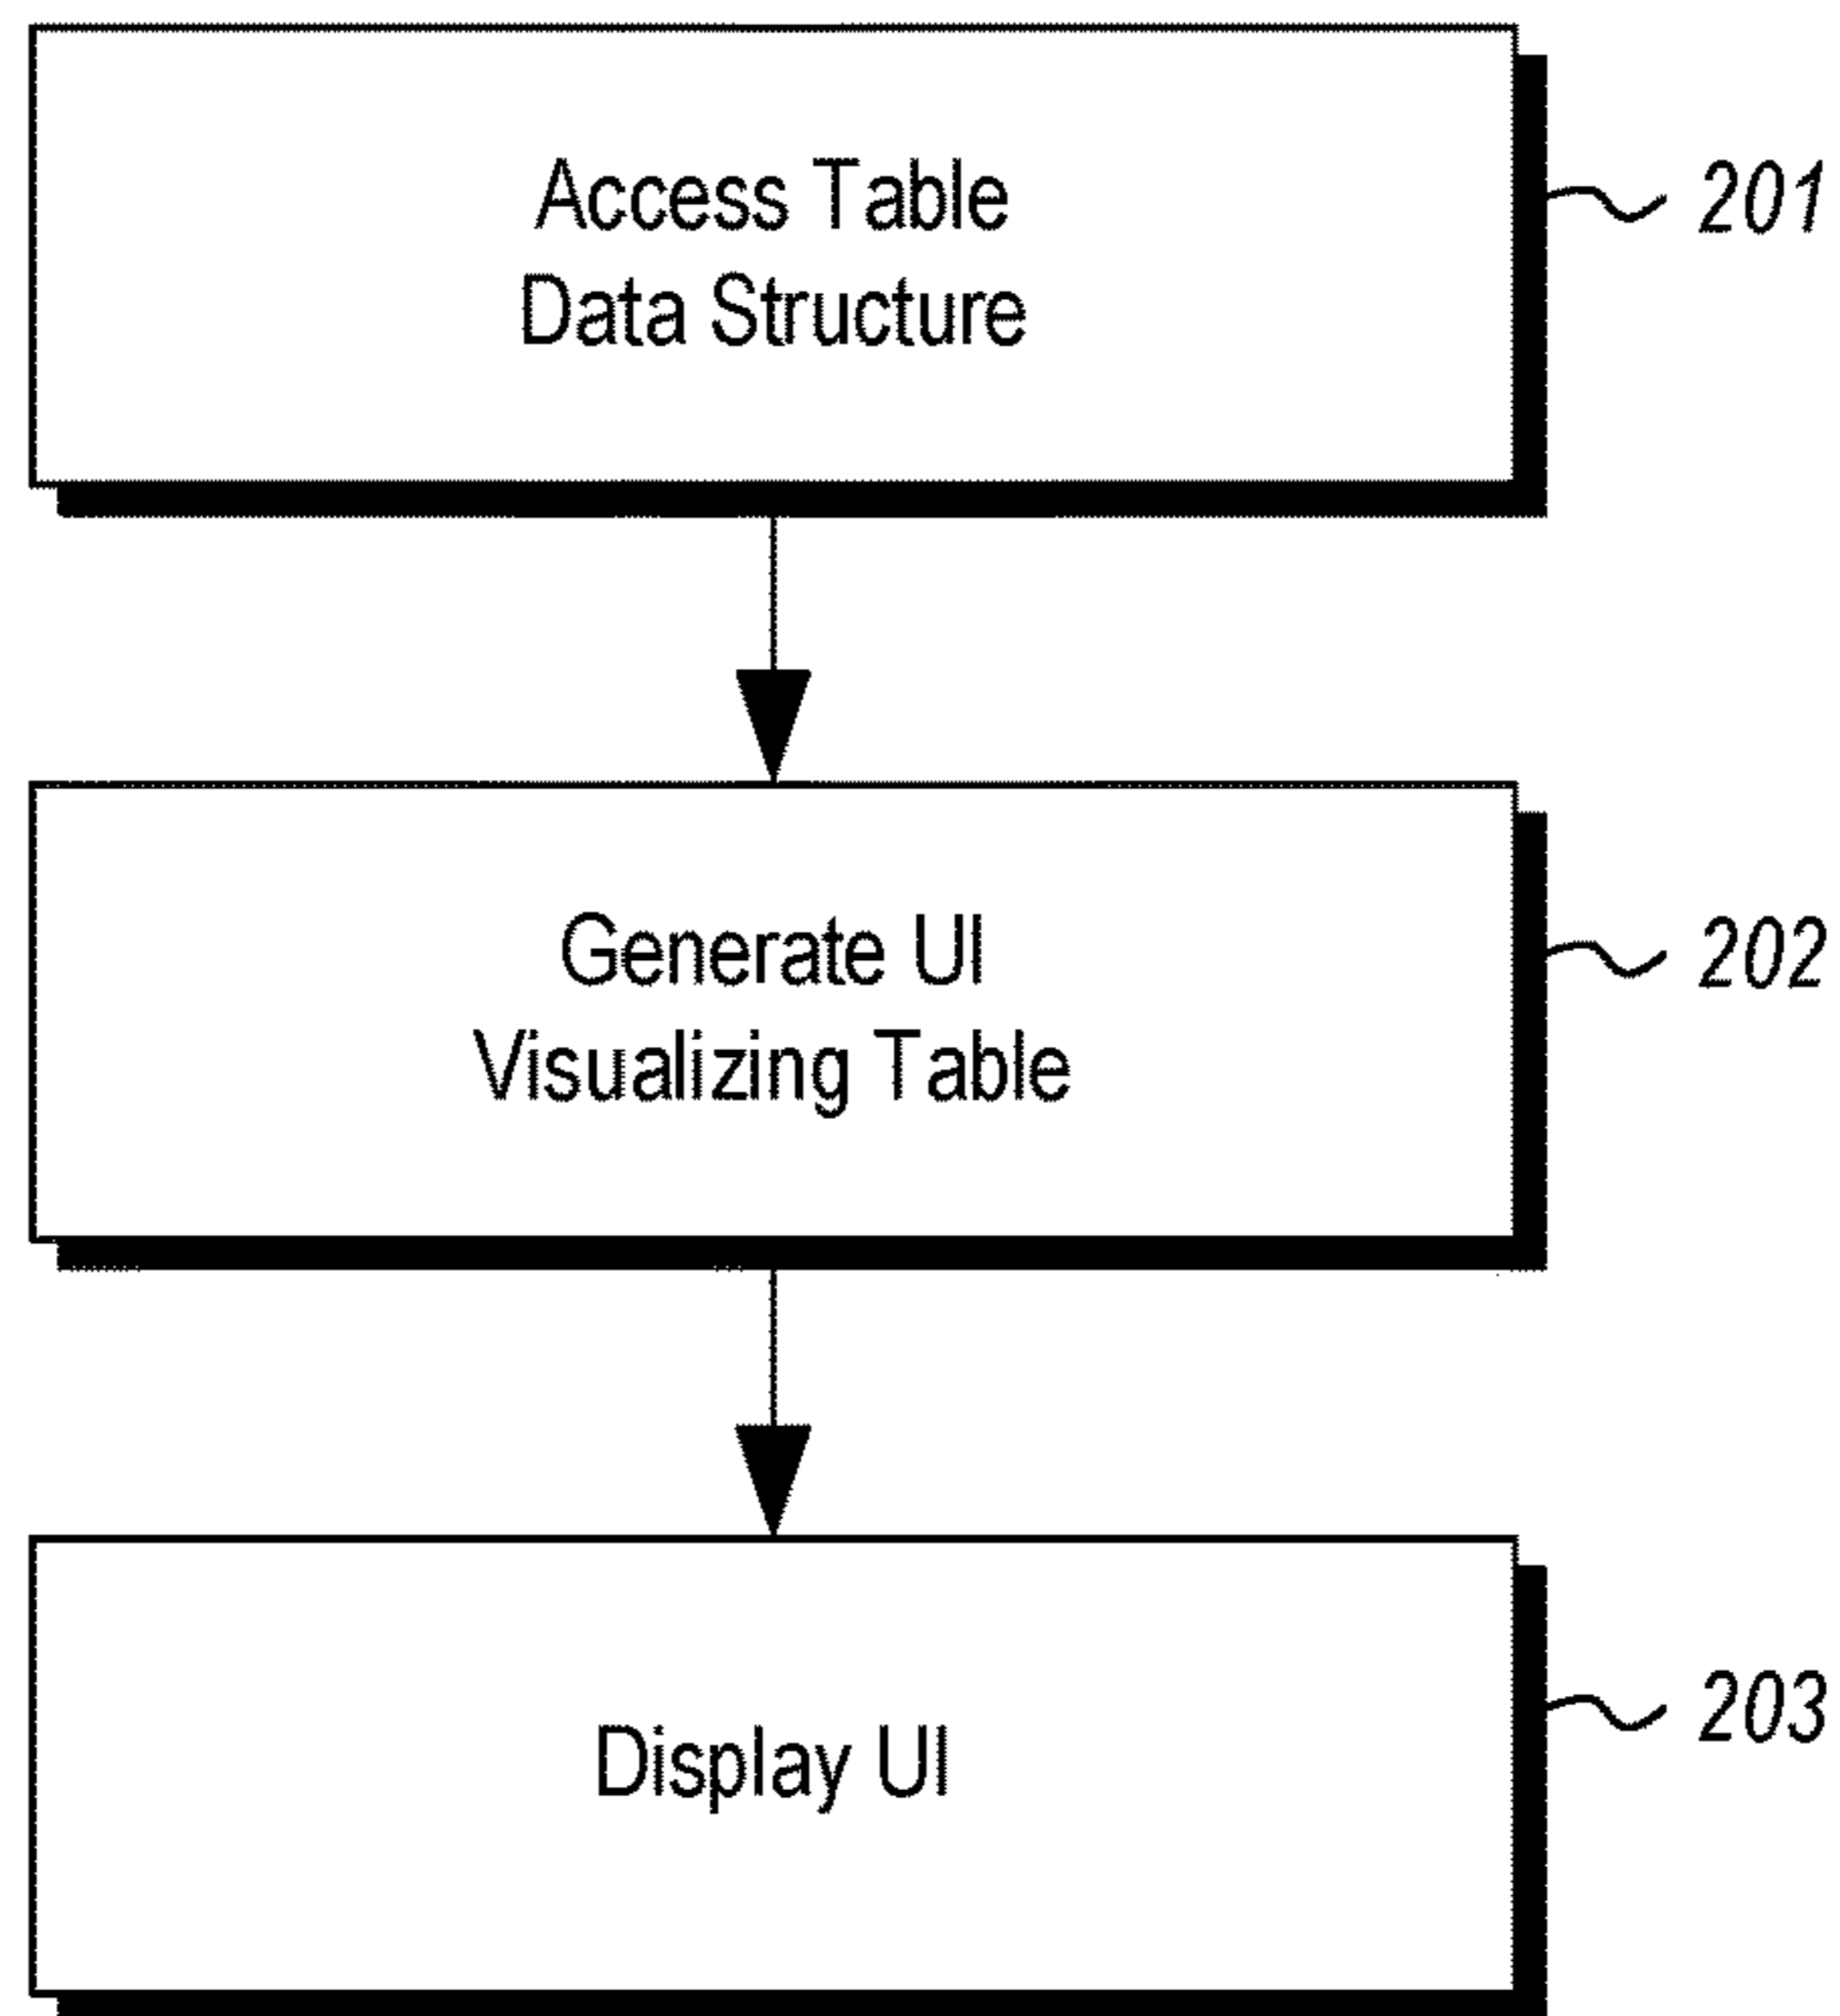 Access Table
Data Structure
201
Generate UI
Visualizing Table
202
Display UI
203